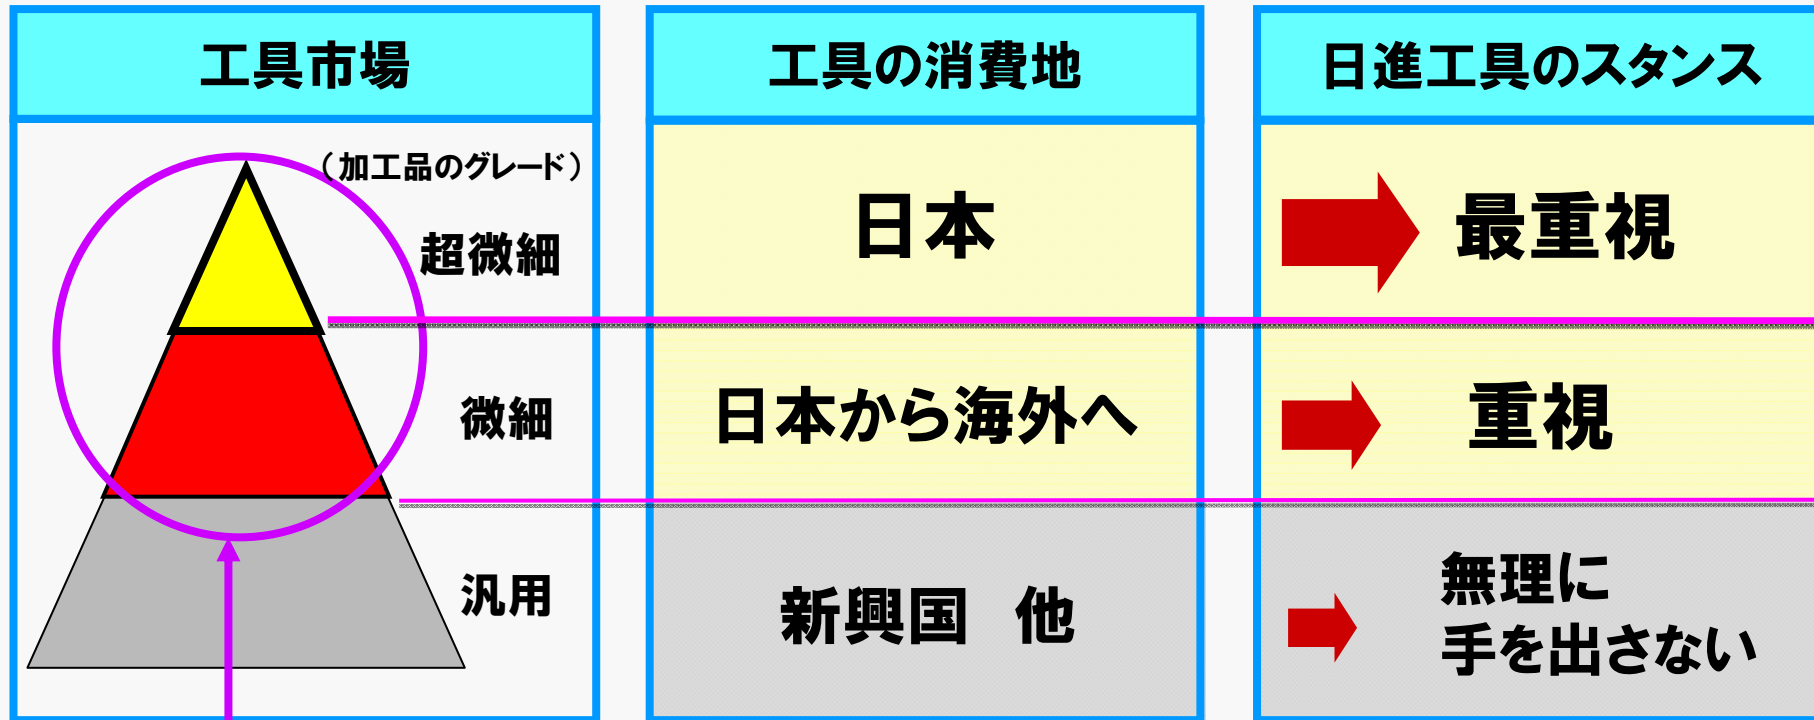 工具市場
工具の消費地
日進工具のスタンス
（加工品のグレード）
超微細
日本
最重視
微細
日本から海外へ
重視
汎用
新興国　他
無理に
手を出さない